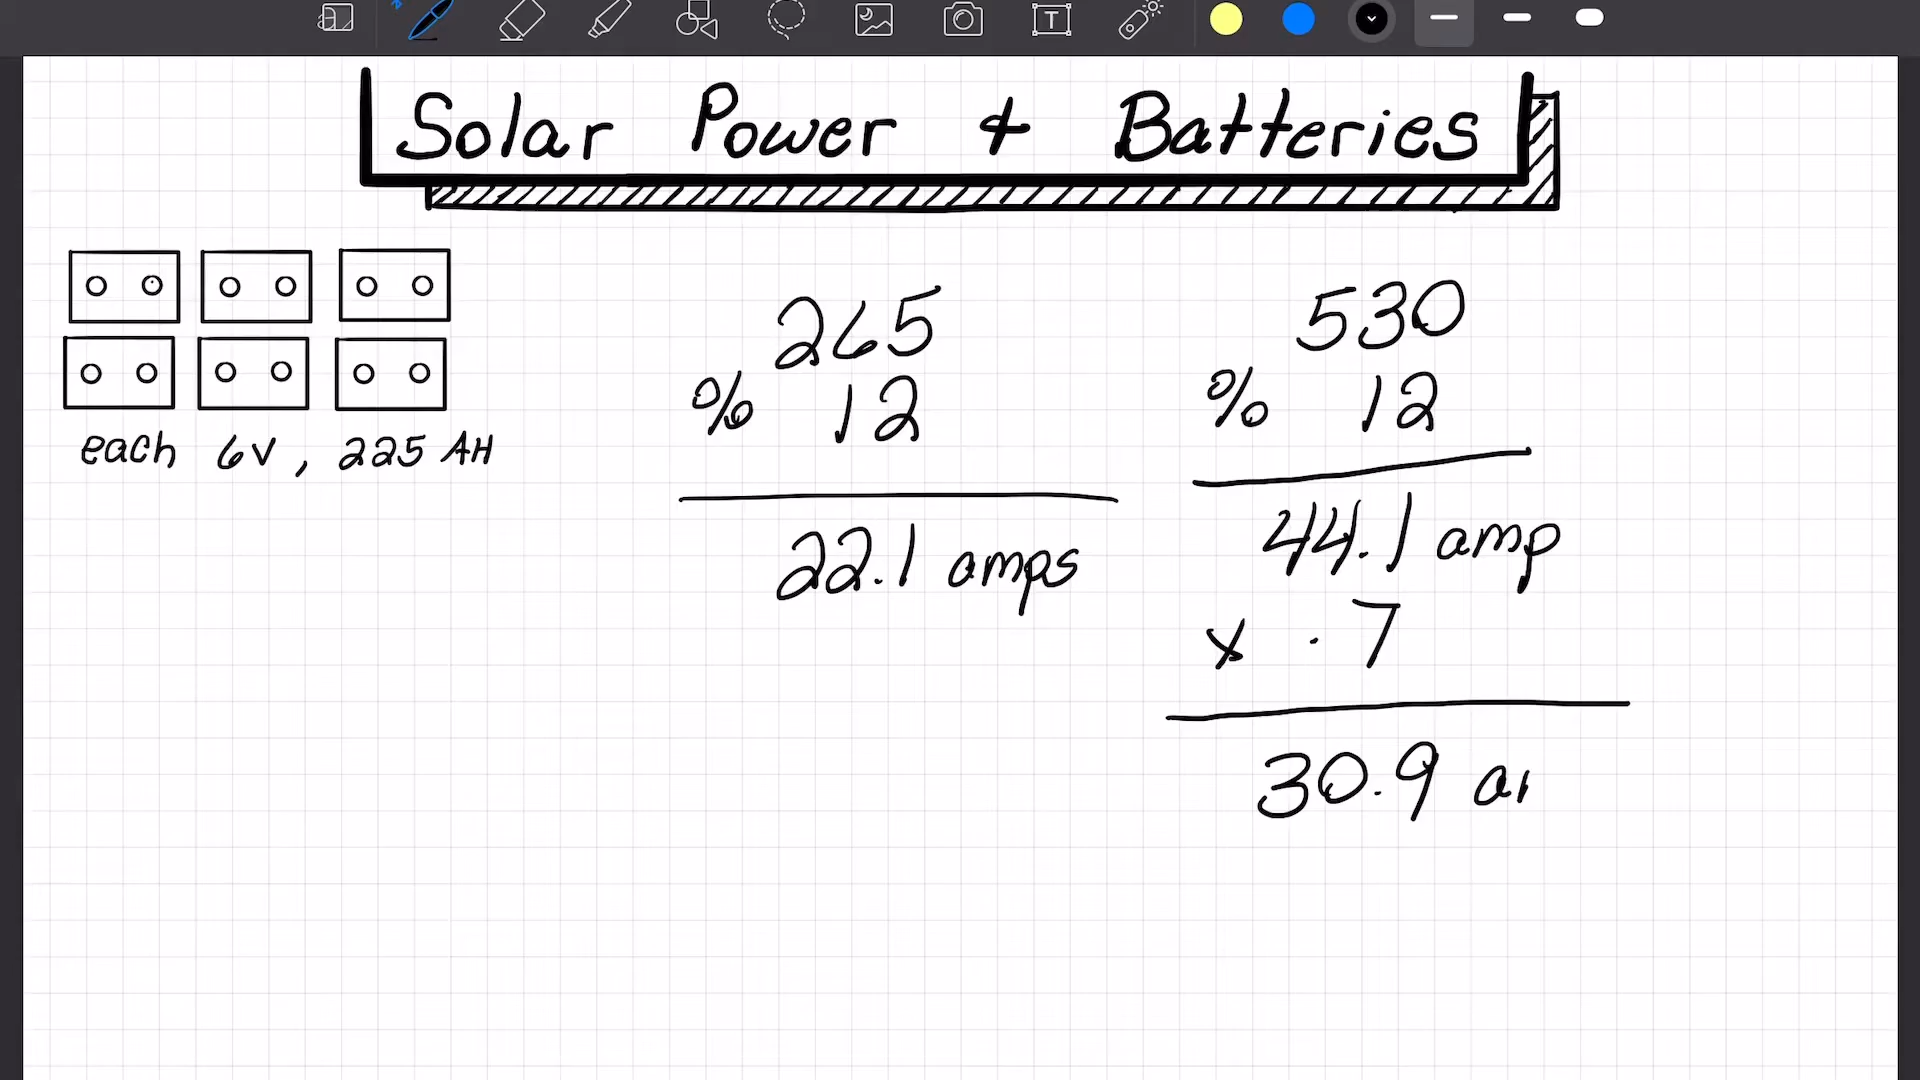 Solar Power & Batteries
each 6V, 225 AH
265
% 12
22.1 amps
530
% 12
44.1 amp
x .7
30.9 a